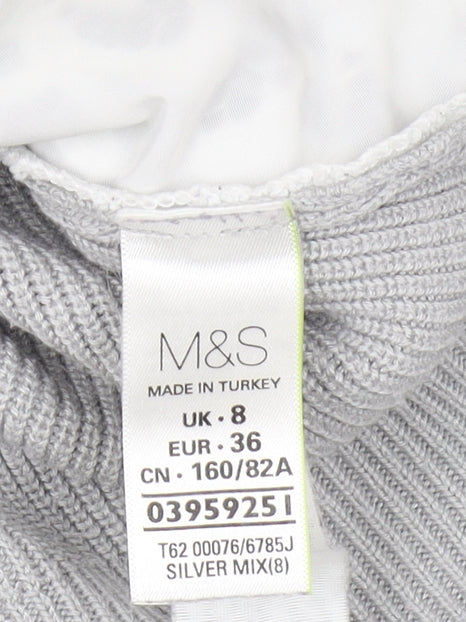 M&S
MADE IN TURKEY
UK · 8
EUR · 36
CN · 160/82A
03959251
T62 00076/6785J
SILVER MIX(8)